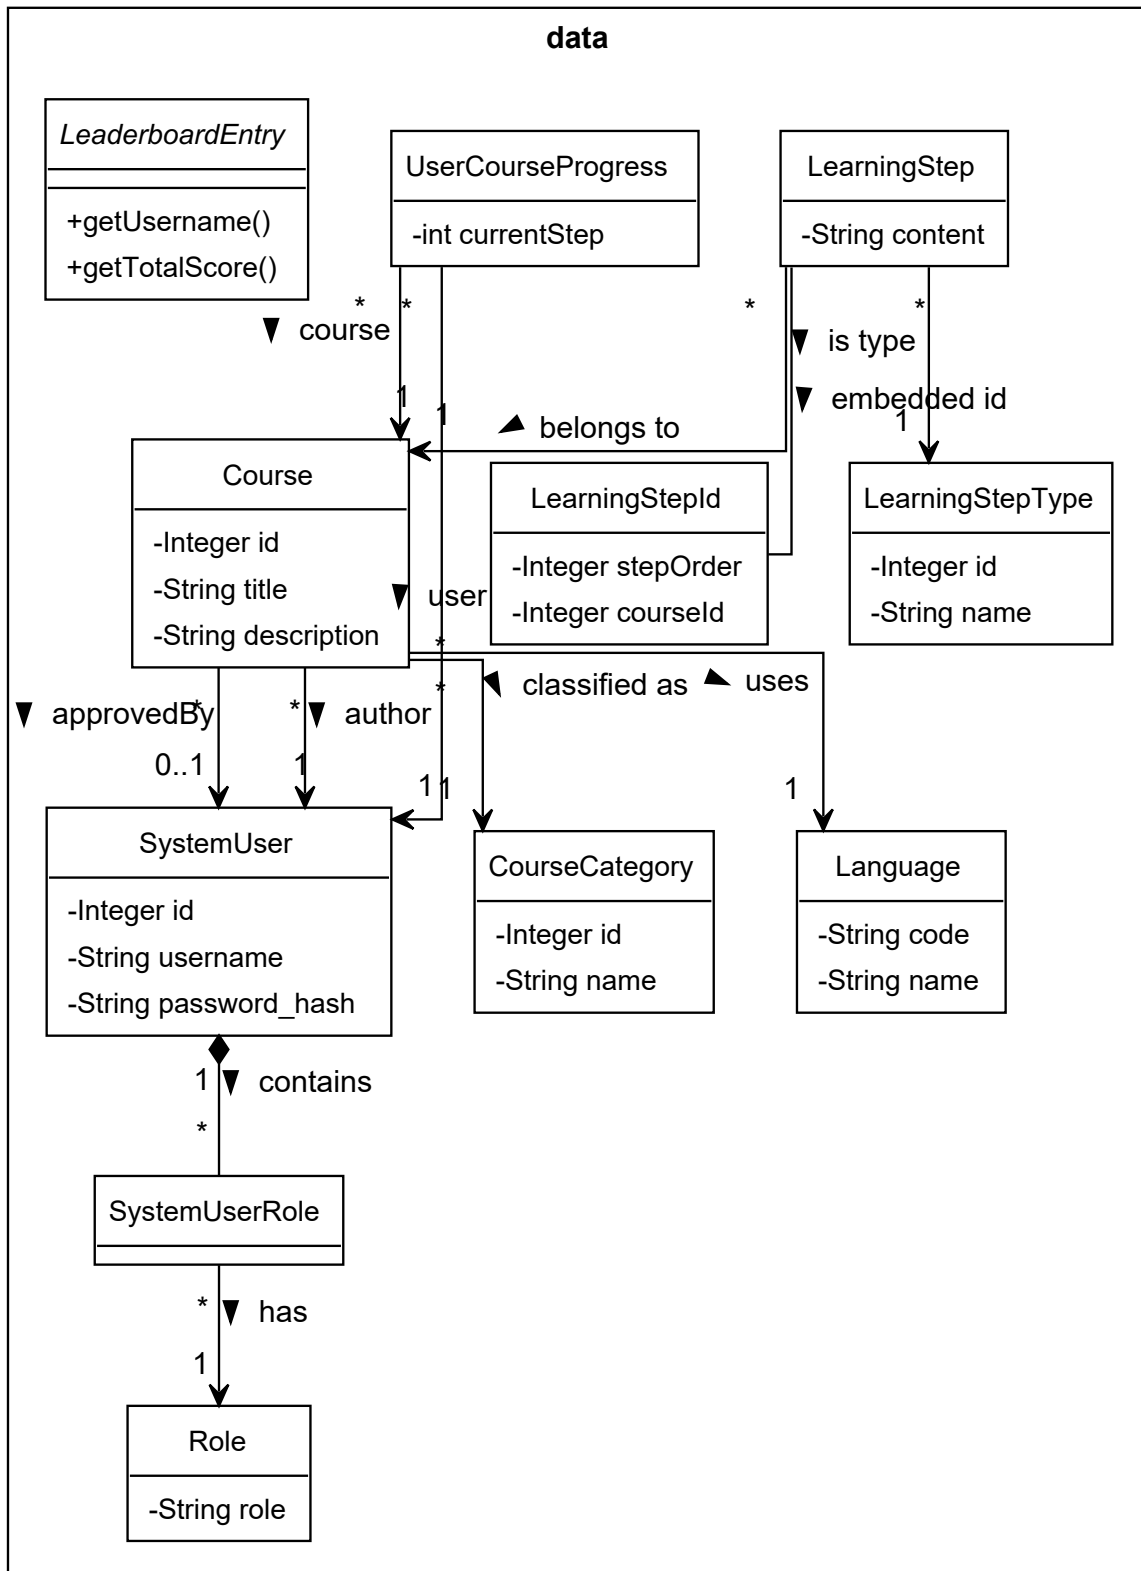 data
LeaderboardEntry
+getUsername()
+getTotalScore()
UserCourseProgress
-int currentStep
LearningStep
-String content
*
*
*
*
▼ course
▼ is type
▼ embedded id
1
1
1
◀ belongs to
Course
-Integer id
-String title
-String description
LearningStepId
-Integer stepOrder
-Integer courseId
LearningStepType
-Integer id
-String name
▼ user
*
*
▼ classified as
▶ uses
▼ approvedBy
*
*
▼ author
0..1
1
1
1
1
SystemUser
-Integer id
-String username
-String password_hash
CourseCategory
-Integer id
-String name
Language
-String code
-String name
1
▼ contains
*
SystemUserRole
*
▼ has
1
Role
-String role